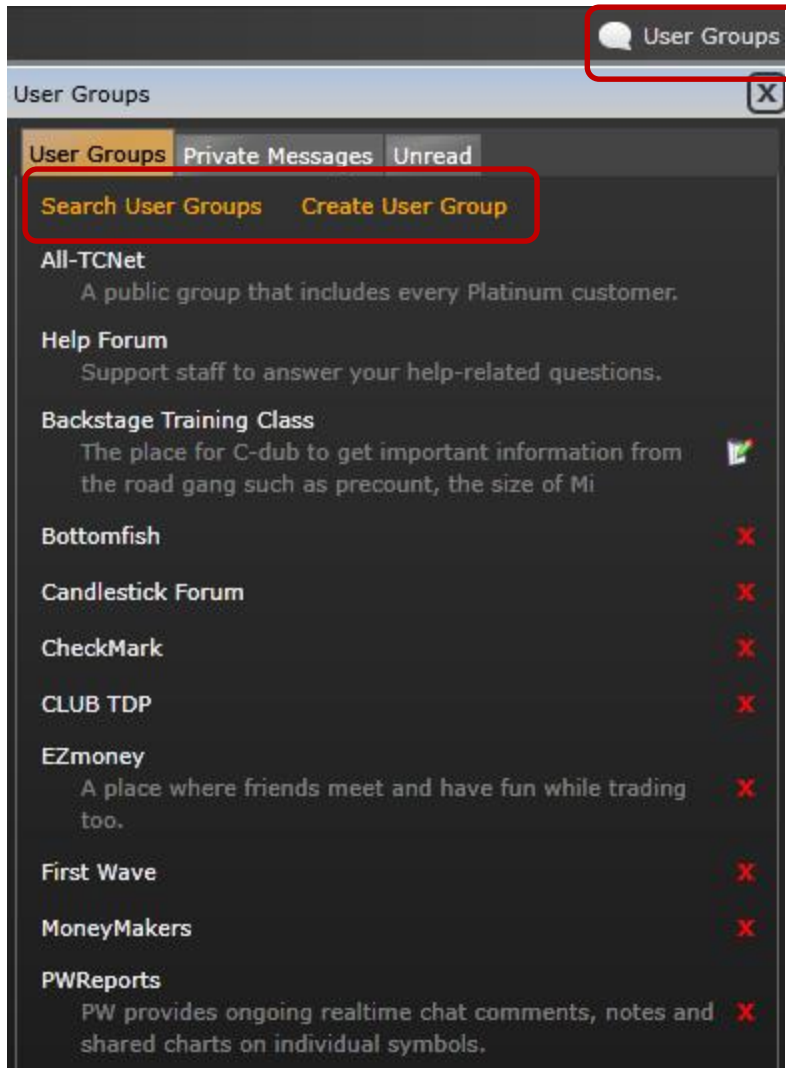 User Groups
User Groups X
User Groups Private Messages Unread
Search User Groups Create User Group
All-TCNet
A public group that includes every Platinum customer.
Help Forum
Support staff to answer your help-related questions.
Backstage Training Class
The place for C-dub to get important information from
the road gang such as precount, the size of Mi
Bottomfish X
Candlestick Forum X
CheckMark X
CLUB TDP X
EZmoney
A place where friends meet and have fun while trading X
too.
First Wave X
MoneyMakers X
PWReports
PW provides ongoing realtime chat comments, notes and X
shared charts on individual symbols.